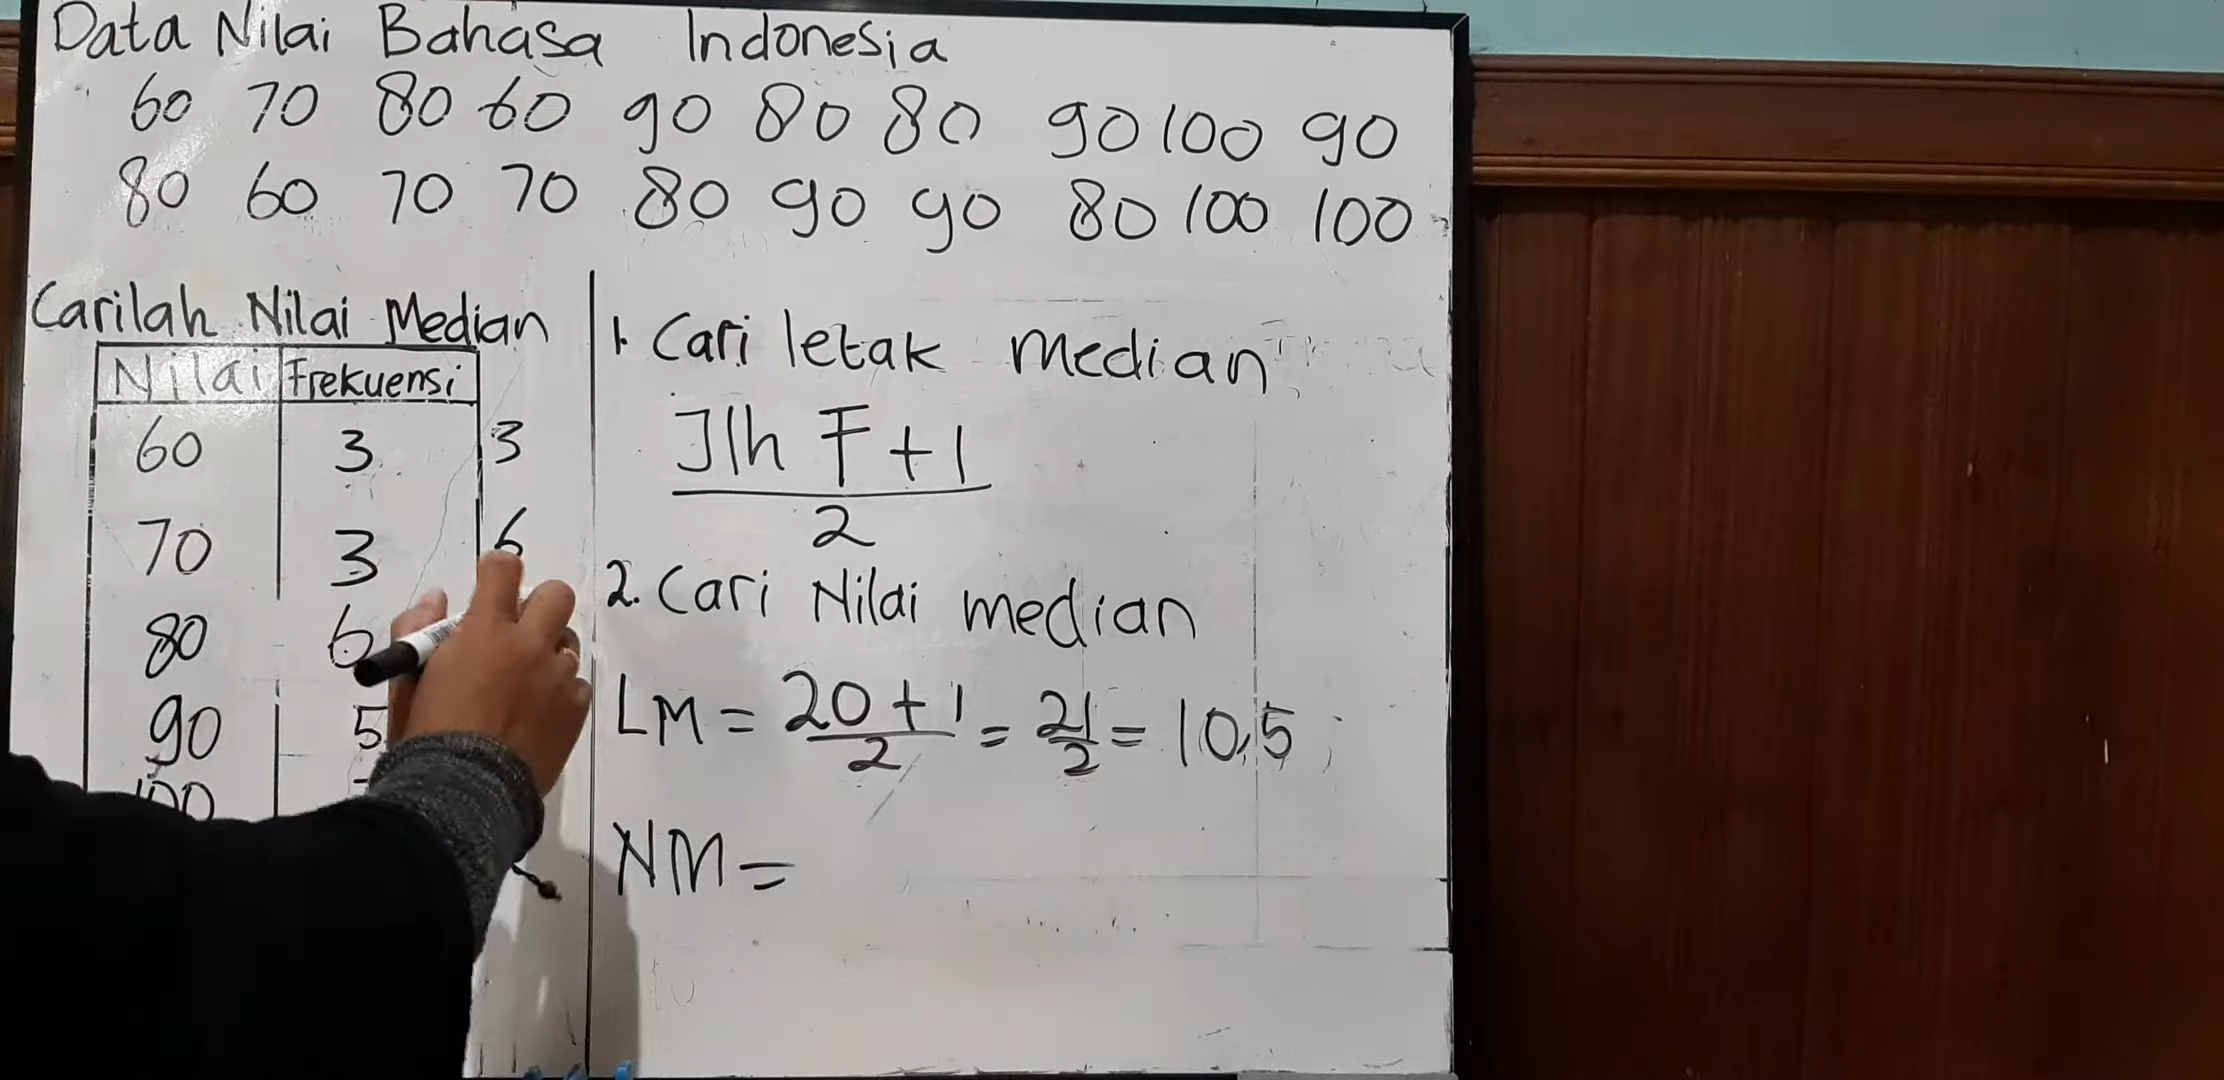 Data Nilai Bahasa Indonesia
60 70 80 60 90 80 80 90 100 90
80 60 70 70 80 90 90 80 100 100
Carilah Nilai Median
Nilai Frekuensi
60 3 3
70 3 6
80 6
90 5
100
1. Cari letak median
Jlh F + 1
2
2. Cari Nilai median
LM = 20 + 1 = 21 = 10,5
2 2
NM =